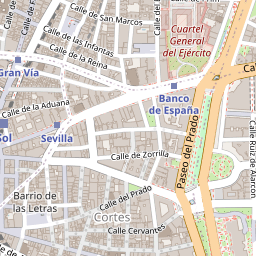 Calle de San Marcos
Cuartel
General
del Ejército
Calle de las Infantas
Calle de la Reina
Gran Vía
Banco
de España
Calle de la Aduana
Sevilla
Sol
Paseo del Prado
Calle de Zorrilla
Calle Ruiz de Alarcón
Barrio de
las Letras
Calle del Prado
Cortes
Calle Cervantes